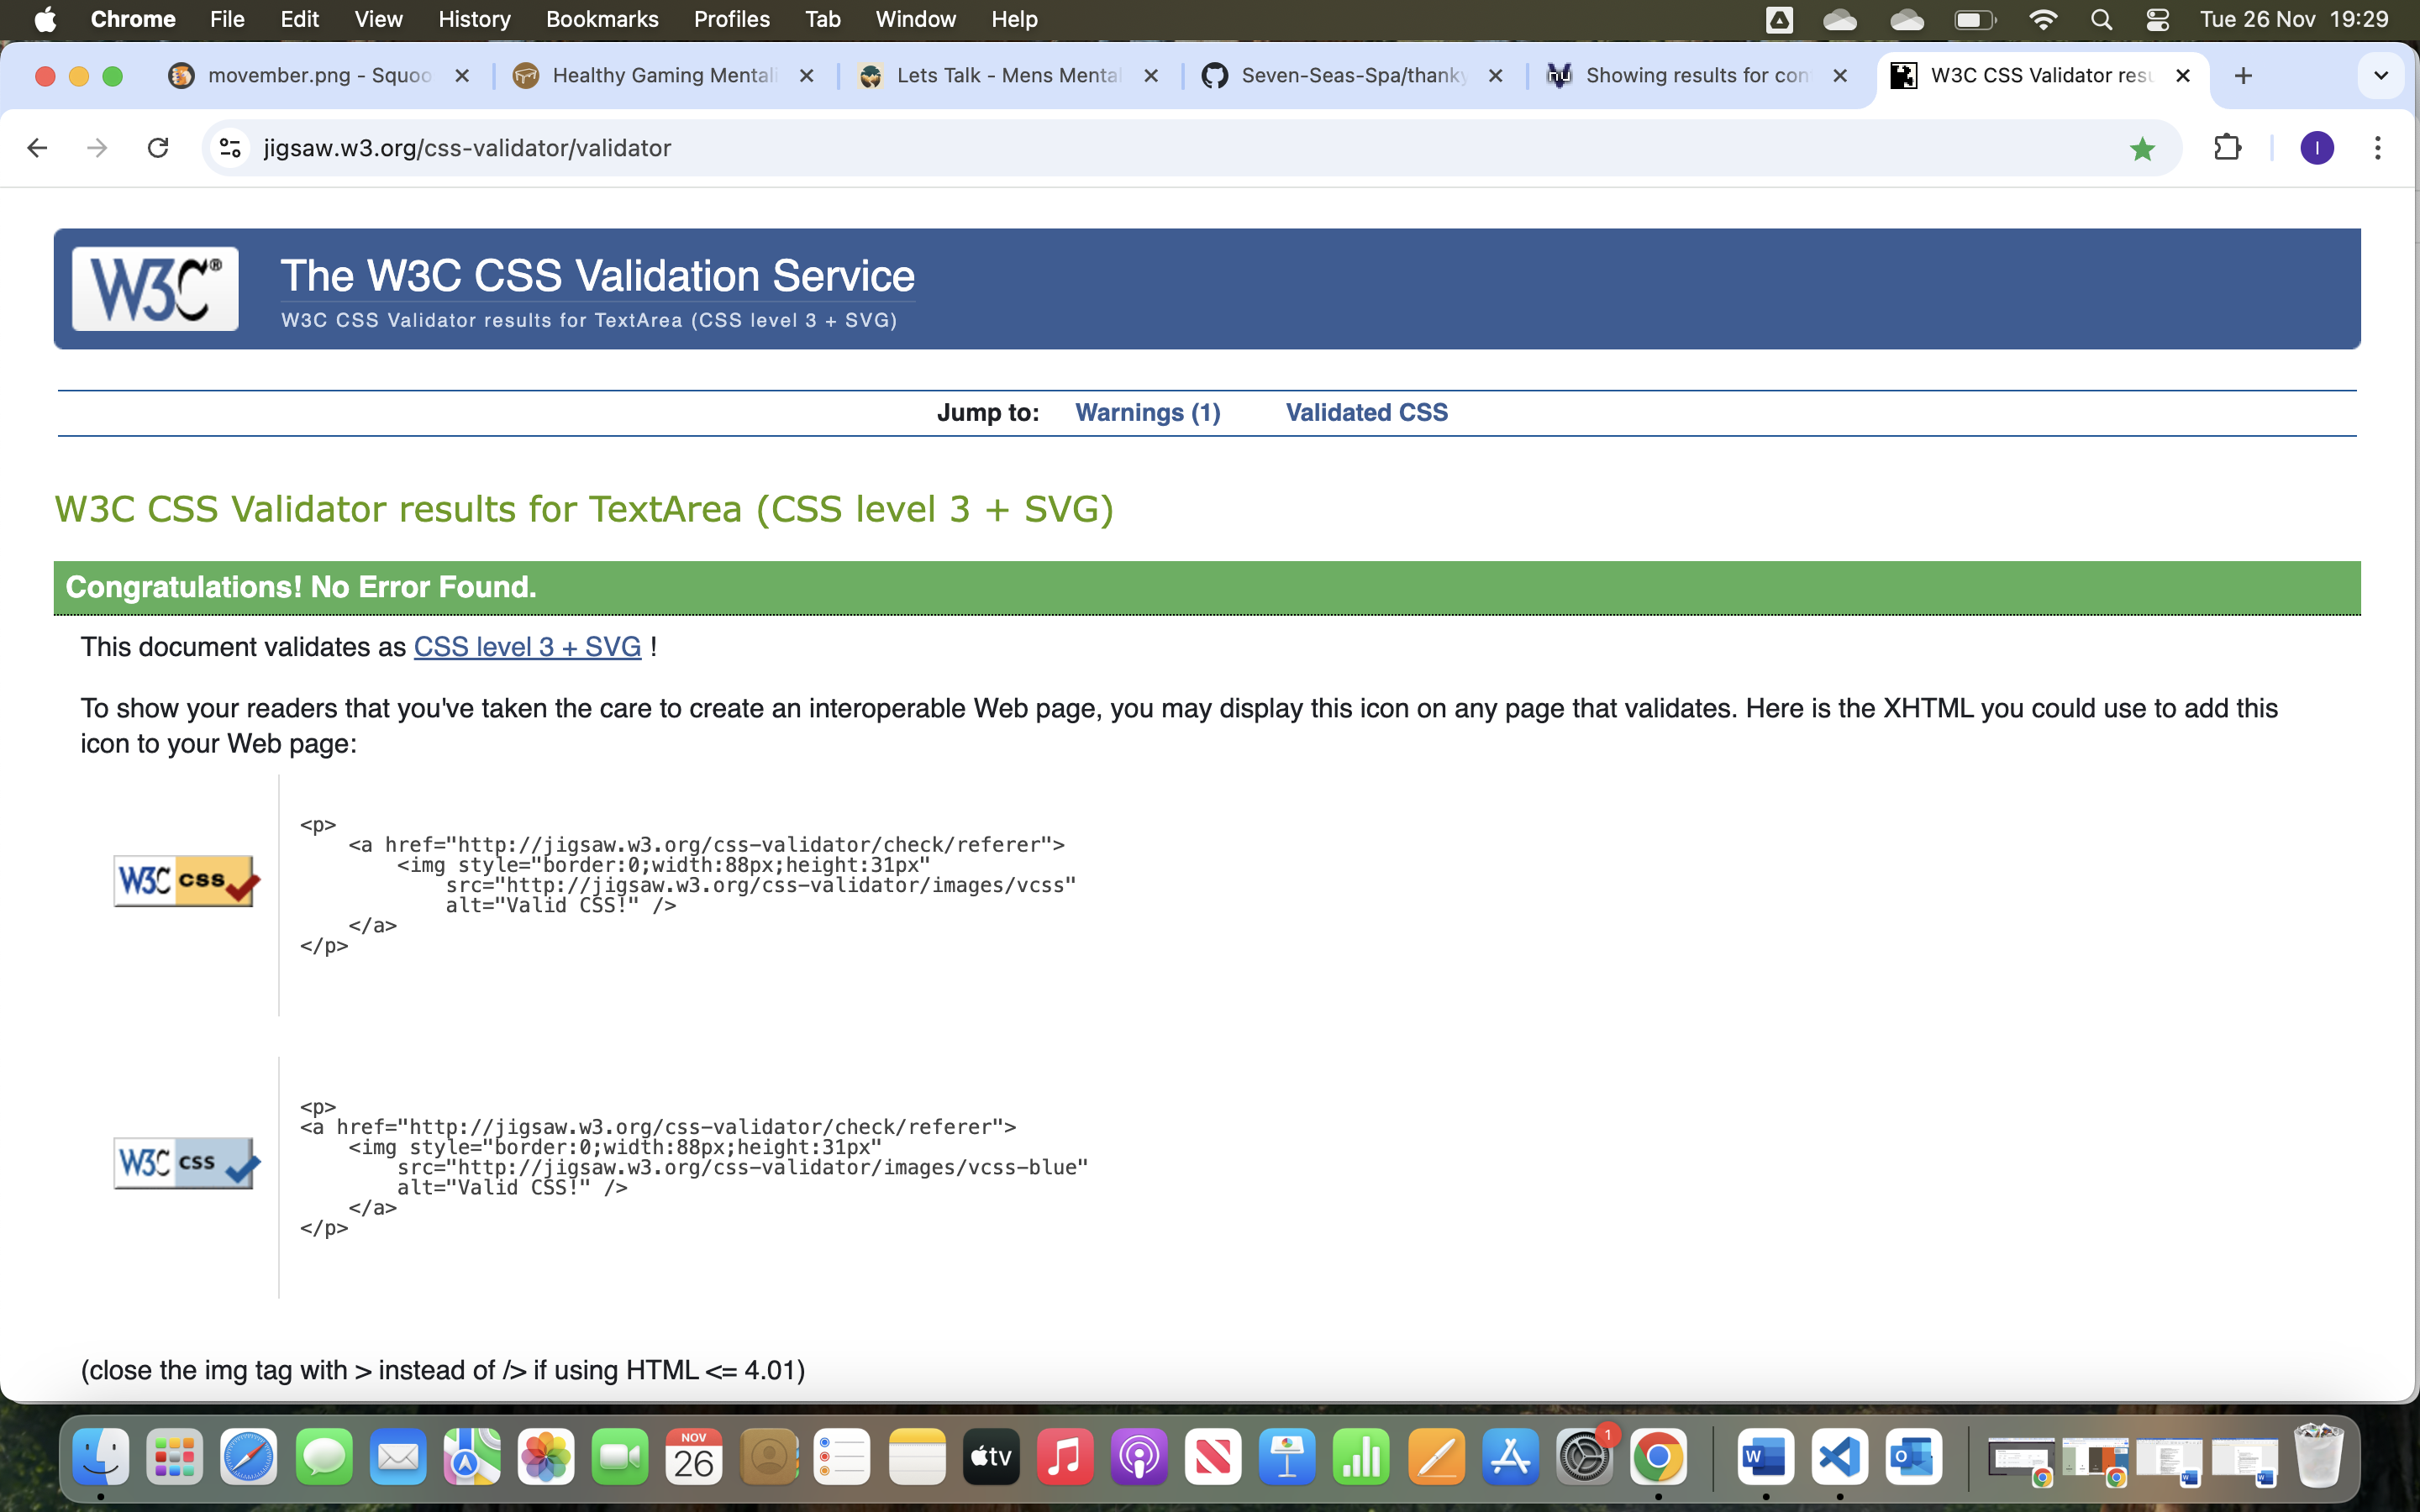 Chrome File Edit View History Bookmarks Profiles Tab Window Help Tue 26 Nov 19:29
movember.png - Squoo Healthy Gaming Mentali Lets Talk - Mens Mental Seven-Seas-Spa/thanky Showing results for con W3C CSS Validator resu
jigsaw.w3.org/css-validator/validator I
W3C® The W3C CSS Validation Service
W3C CSS Validator results for TextArea (CSS level 3 + SVG)
Jump to: Warnings (1) Validated CSS
W3C CSS Validator results for TextArea (CSS level 3 + SVG)
Congratulations! No Error Found.
This document validates as CSS level 3 + SVG !
To show your readers that you've taken the care to create an interoperable Web page, you may display this icon on any page that validates. Here is the XHTML you could use to add this
icon to your Web page:
<p>
<a href="http://jigsaw.w3.org/css-validator/check/referer">
<img style="border:0;width:88px;height:31px"
W3C css src="http://jigsaw.w3.org/css-validator/images/vcss"
alt="Valid CSS!" />
</a>
</p>
<p>
<a href="http://jigsaw.w3.org/css-validator/check/referer">
<img style="border:0;width:88px;height:31px"
W3C css src="http://jigsaw.w3.org/css-validator/images/vcss-blue"
alt="Valid CSS!" />
</a>
</p>
(close the img tag with > instead of /> if using HTML <= 4.01)
NOV
26
tv
1
W
O